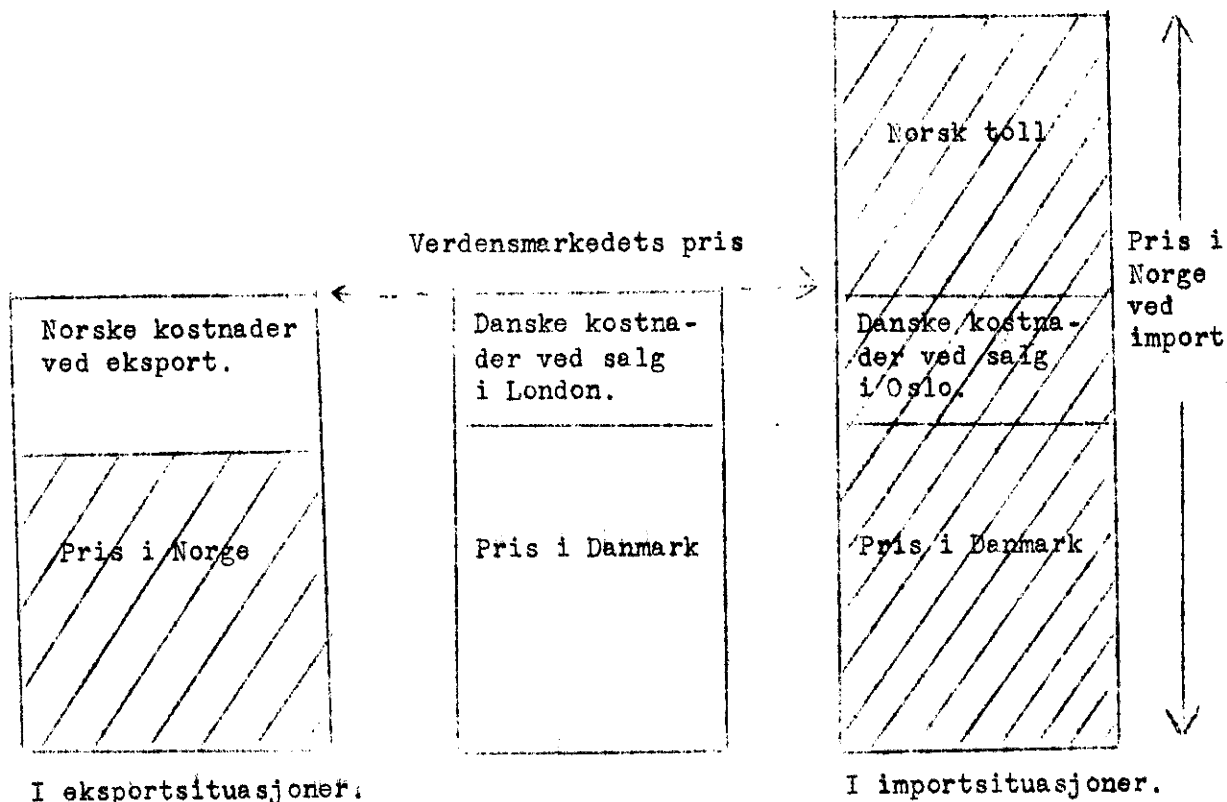 Norsk toll
Verdensmarkedets pris
Pris i
Norge
ved
import
Norske kostnader
ved eksport.
Danske kostna-
der ved salg
i London.
Danske kostna-
der ved salg
i Oslo.
Pris i Norge
Pris i Danmark
Pris i Danmark
I eksportsituasjoner.
I importsituasjoner.